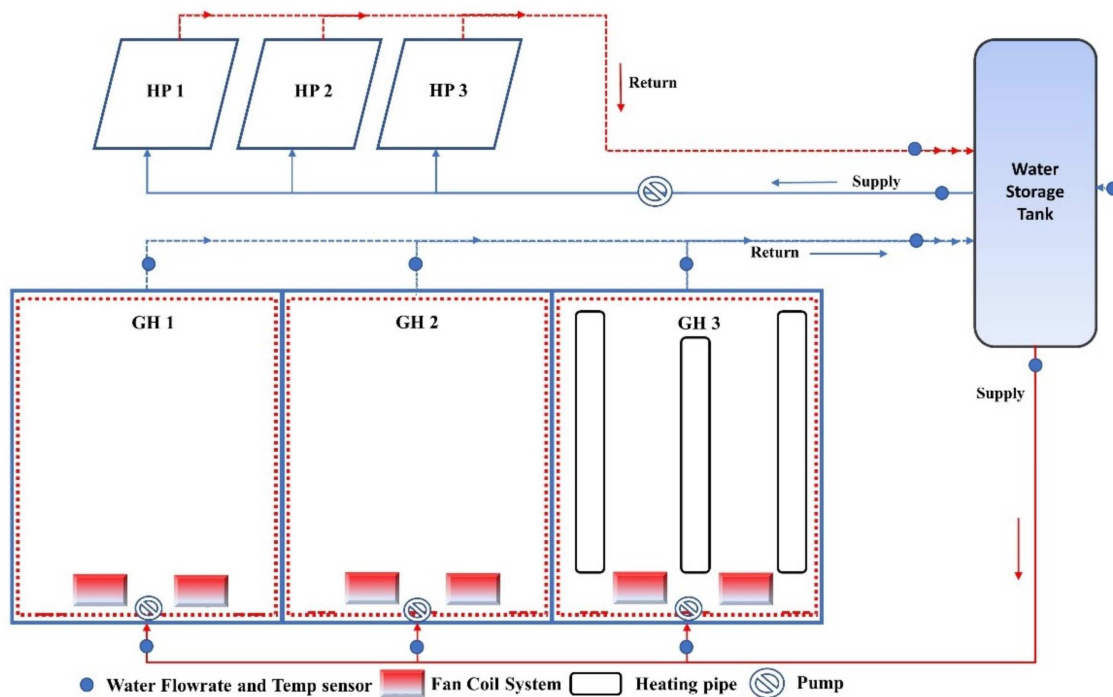 HP 1
HP 2
HP 3
Return
Supply
Water
Storage
Tank
Return
GH 1
GH 2
GH 3
Supply
Water Flowrate and Temp sensor
Fan Coil System
Heating pipe
Pump